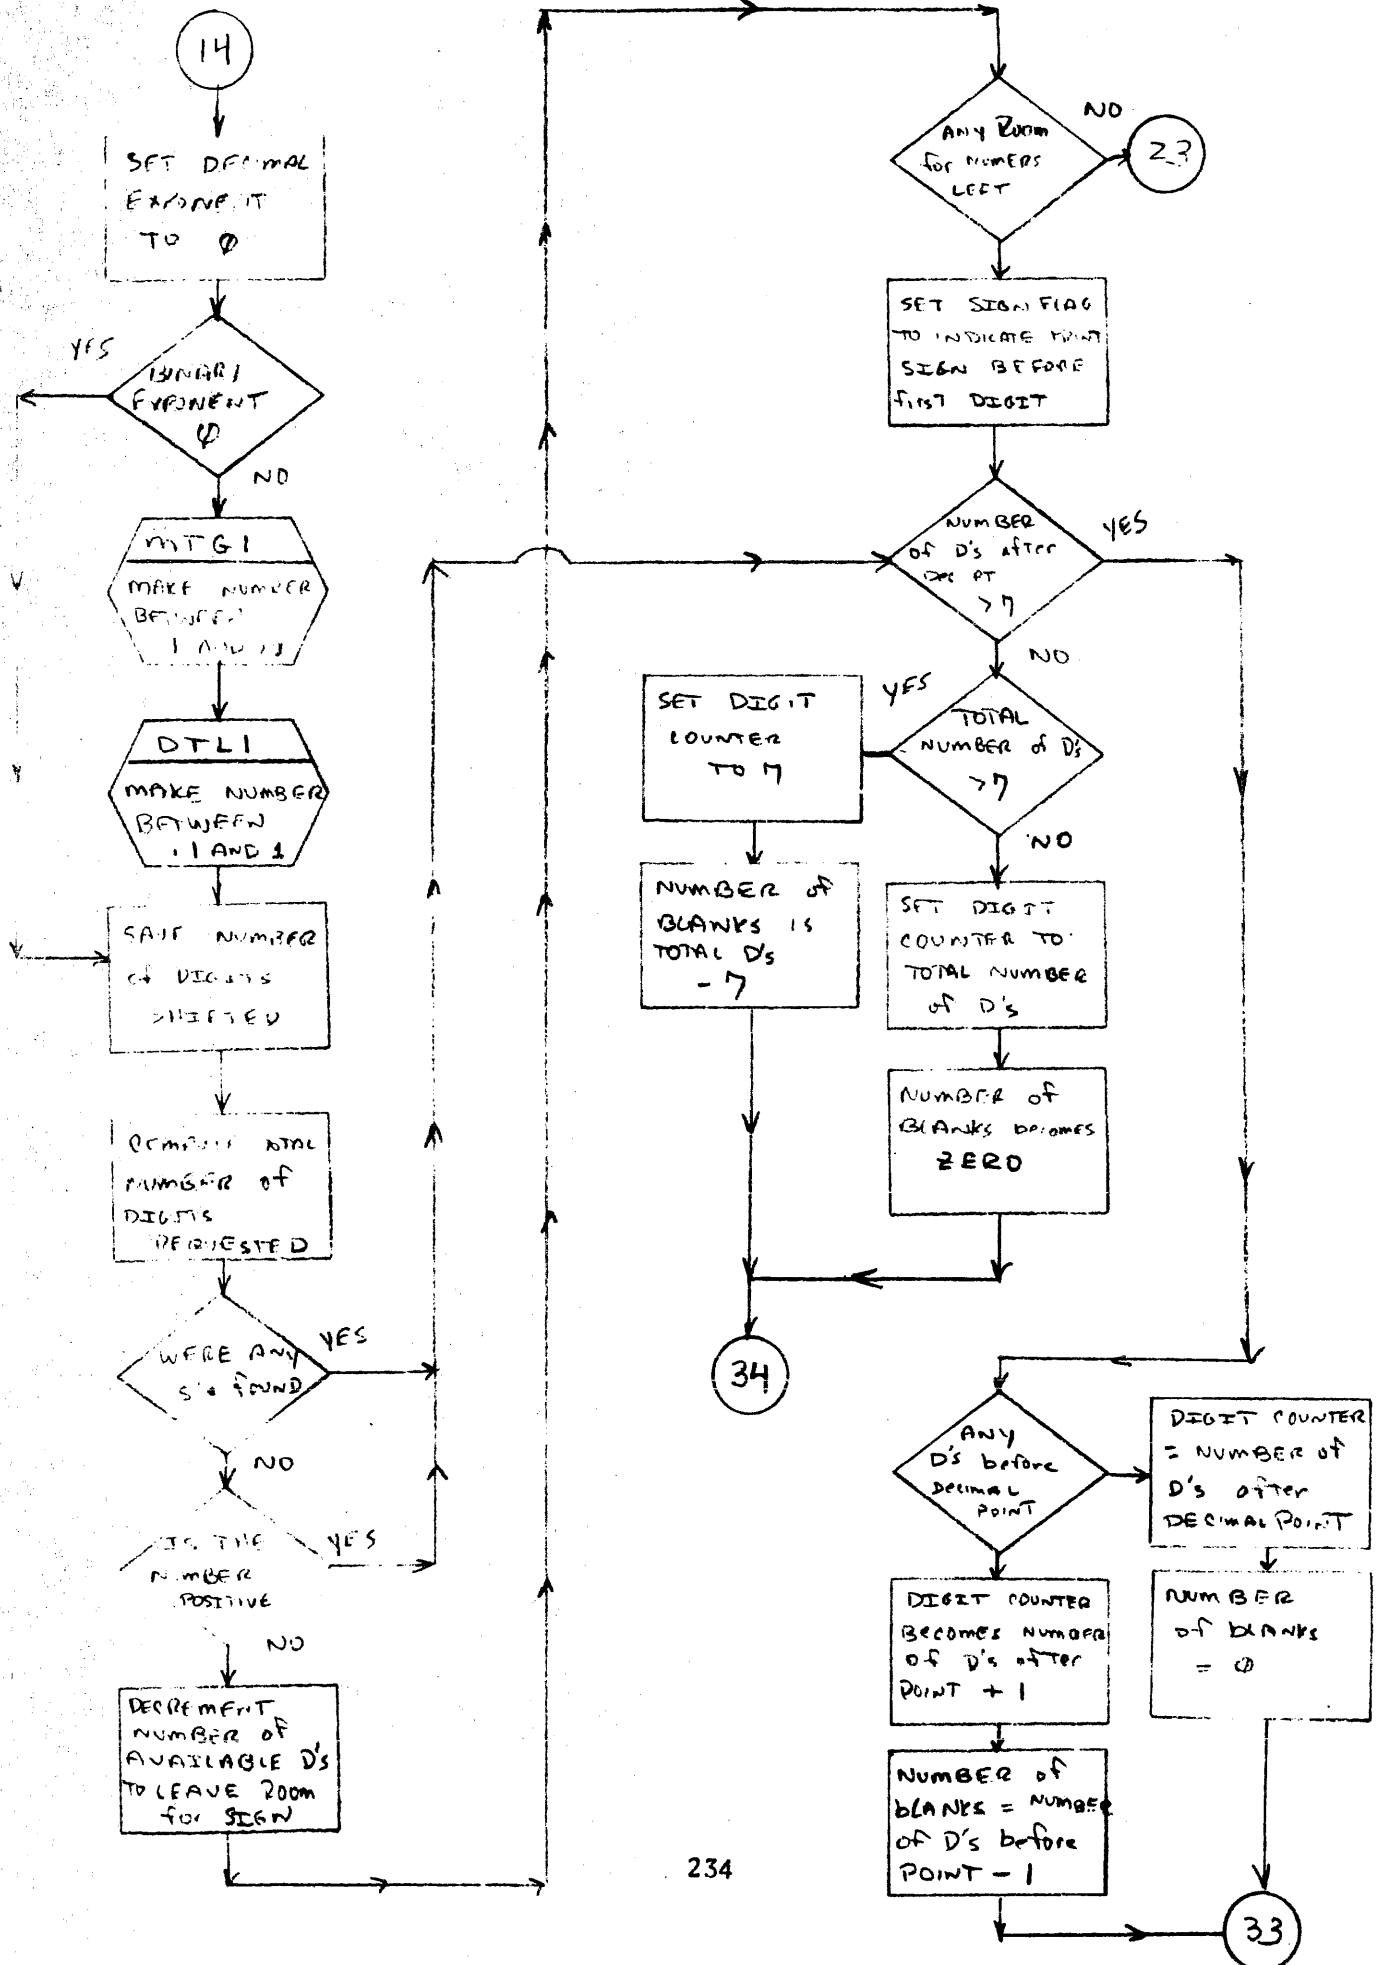 14
SET DECIMAL
EXPONENT
TO φ
YES
BINARY
EXPONENT
φ
NO
MTG1
MAKE NUMBER
BETWEEN
1 AND
DTL1
MAKE NUMBER
BETWEEN
.1 AND 1
SAVE NUMBER
of DIGITS
SHIFTED
COMPUTE TOTAL
NUMBER of
DIGITS
REQUESTED
WERE ANY
S's fOUND
YES
NO
IS THE
NUMBER
POSITIVE
YES
NO
DECREMENT
NUMBER of
AVAILABLE D's
TO LEAVE ROOM
for SIGN
ANY ROOM
for NUMERS
LEFT
NO
23
SET SIGN FLAG
TO INDICATE PRINT
SIGN BEFORE
first DIGIT
NUMBER
of D's after
DEC PT
>7
YES
NO
TOTAL
NUMBER of D's
>7
YES
NO
SET DIGIT
COUNTER
TO 7
NUMBER of
BLANKS IS
TOTAL D's
-7
SET DIGIT
COUNTER TO
TOTAL NUMBER
of D's
NUMBER of
BLANKS becomes
ZERO
34
ANY
D's before
DECIMAL
POINT
DIGIT COUNTER
= NUMBER of
D's after
DECIMAL POINT
NUMBER
of bLANKS
= φ
DIGIT COUNTER
BECOMES NUMBER
of D's after
POINT + 1
NUMBER of
bLANKS = NUMBER
of D's before
POINT - 1
33
234